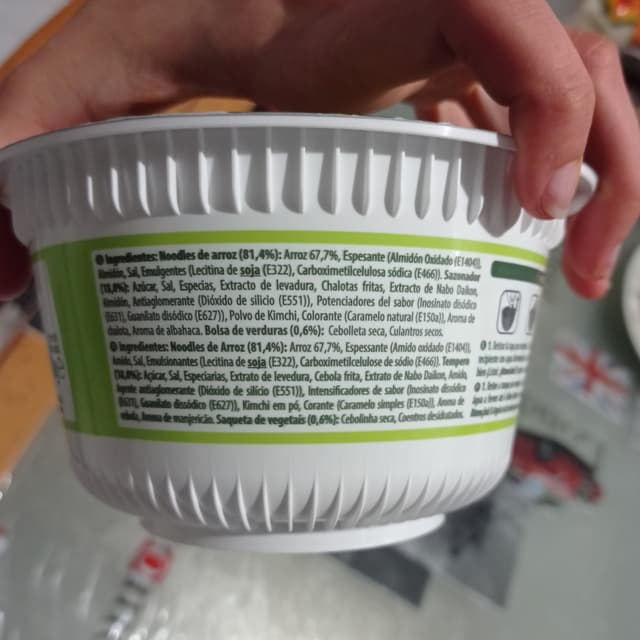 Ingredientes: Noodles de arroz (81,4%): Arroz 67,7%, Espesante (Almidón Oxidado (E1404)),
Almidón, Sal, Emulgentes (Lecitina de soja (E322), Carboximetilcelulosa sódica (E466)). Sazonador
(18,0%): Azúcar, Sal, Especias, Extracto de levadura, Chalotas fritas, Extracto de Nabo Daikon,
Almidón, Antiaglomerante (Dióxido de silicio (E551)), Potenciadores del sabor (Inosinato disódico
(E631), Guanilato disódico (E627)), Polvo de Kimchi, Colorante (Caramelo natural (E150a)), Aroma de
chalota, Aroma de albahaca. Bolsa de verduras (0,6%): Cebolleta seca, Culantros secos.
Ingredientes: Noodles de Arroz (81,4%): Arroz 67,7%, Espessante (Amido oxidado (E1404)),
Amido, Sal, Emulsionantes (Lecitina de soja (E322), Carboximetilcelulose de sódio (E466)). Tempero
(18,0%): Açúcar, Sal, Especiarias, Extrato de levedura, Cebola frita, Extrato de Nabo Daikon, Amido,
Agente antiaglomerante (Dióxido de silício (E551)), Intensificadores de sabor (Inosinato dissódico
(E631), Guanilato dissódico (E627)), Kimchi em pó, Corante (Caramelo simples (E150a)), Aroma de
cebola, Aroma de manjericão. Saqueta de vegetais (0,6%): Cebolinha seca, Coentros desidratados.